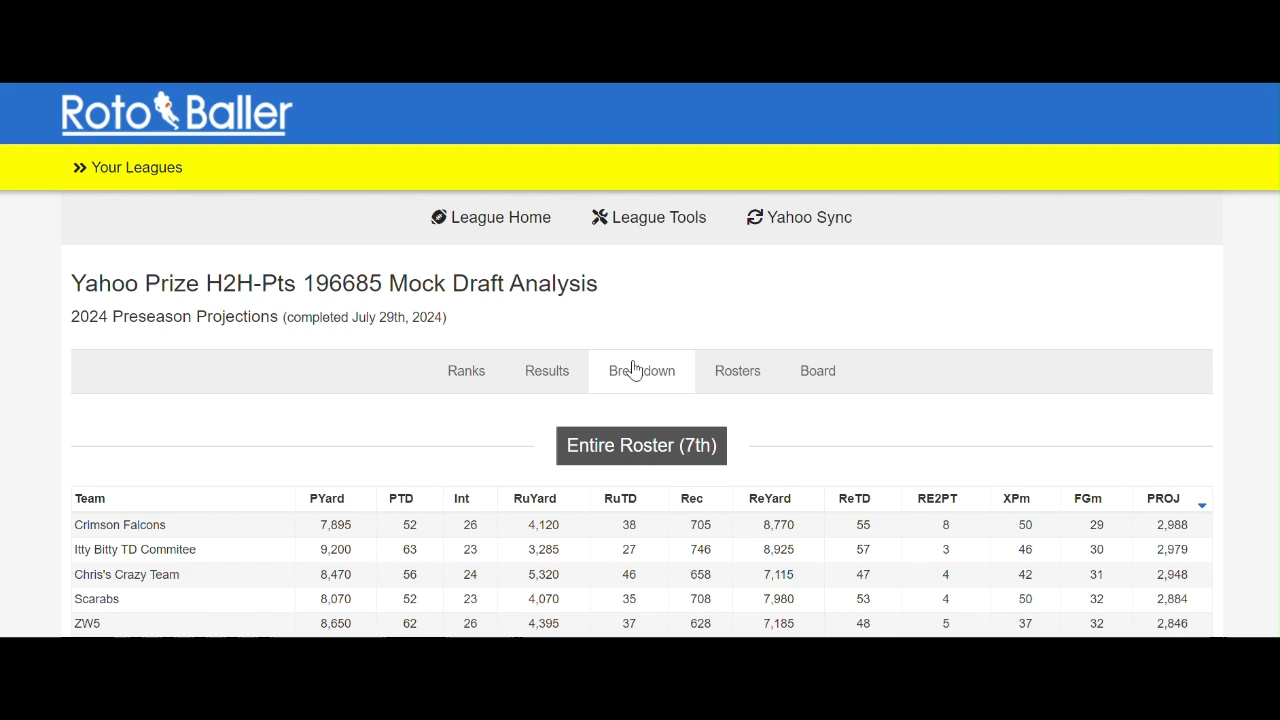 Roto Baller
Your Leagues
League Home League Tools Yahoo Sync
Yahoo Prize H2H-Pts 196685 Mock Draft Analysis
2024 Preseason Projections (completed July 29th, 2024)
Ranks Results Breakdown Rosters Board
Entire Roster (7th)
Team PYard PTD Int RuYard RuTD Rec ReYard ReTD RE2PT XPm FGm PROJ
Crimson Falcons 7,895 52 26 4,120 38 705 8,770 55 8 50 29 2,988
Itty Bitty TD Commitee 9,200 63 23 3,285 27 746 8,925 57 3 46 30 2,979
Chris's Crazy Team 8,470 56 24 5,320 46 658 7,115 47 4 42 31 2,948
Scarabs 8,070 52 23 4,070 35 708 7,980 53 4 50 32 2,884
ZW5 8,650 62 26 4,395 37 628 7,185 48 5 37 32 2,846